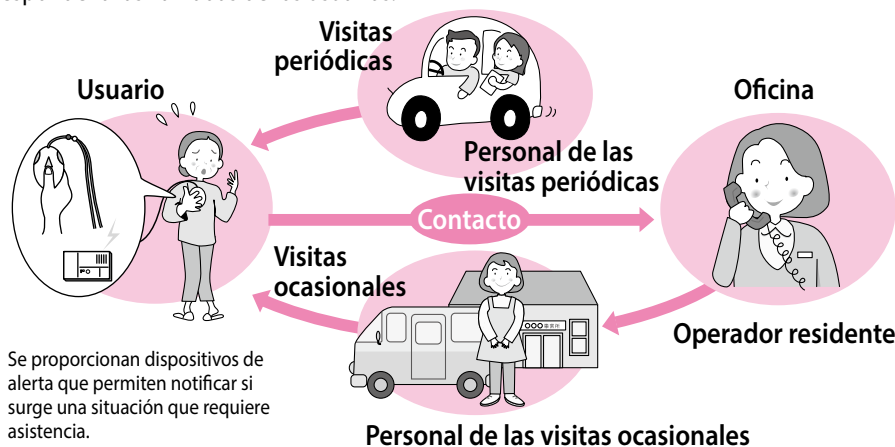 Visitas
periódicas
Usuario
Oficina
Personal de las
visitas periódicas
Contacto
Visitas
ocasionales
Operador residente
Se proporcionan dispositivos de
alerta que permiten notificar si
surge una situación que requiere
asistencia.
Personal de las visitas ocasionales